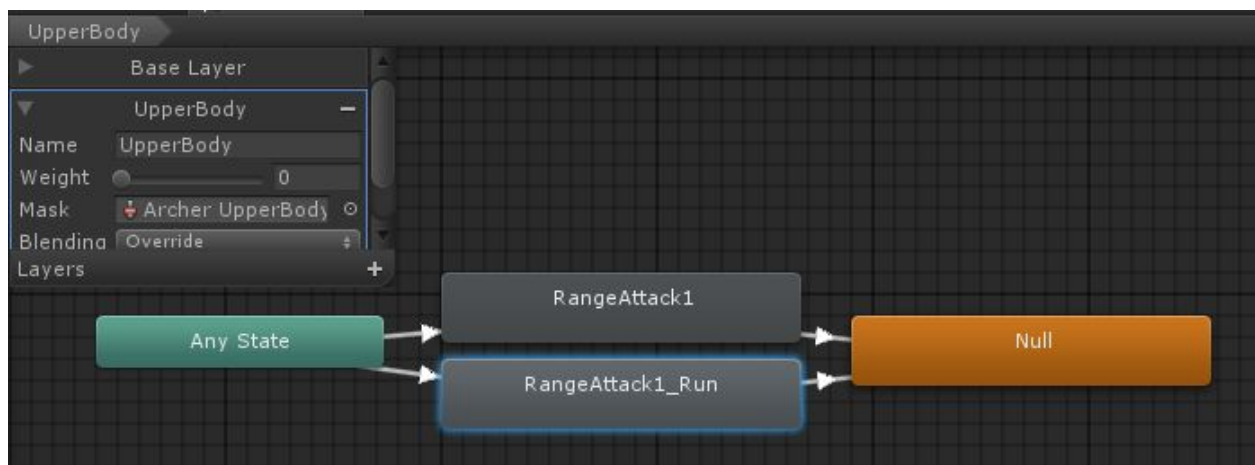 UpperBody
Base Layer
UpperBody
Name UpperBody
Weight 0
Mask Archer UpperBody
Blending Override
Layers
Any State
RangeAttack1
RangeAttack1_Run
Null